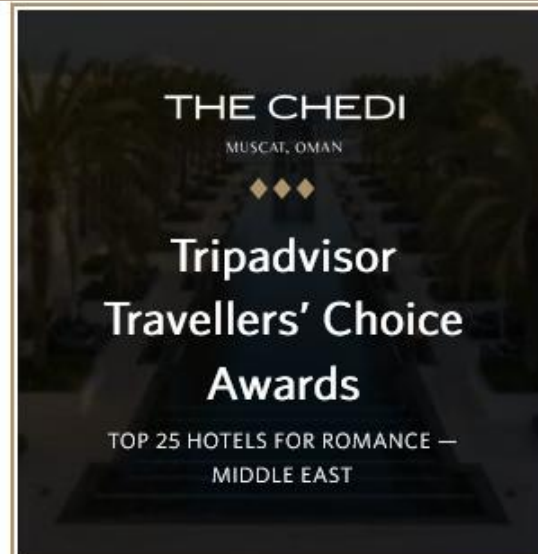 THE CHEDI
MUSCAT, OMAN
Tripadvisor
Travellers' Choice
Awards
TOP 25 HOTELS FOR ROMANCE —
MIDDLE EAST